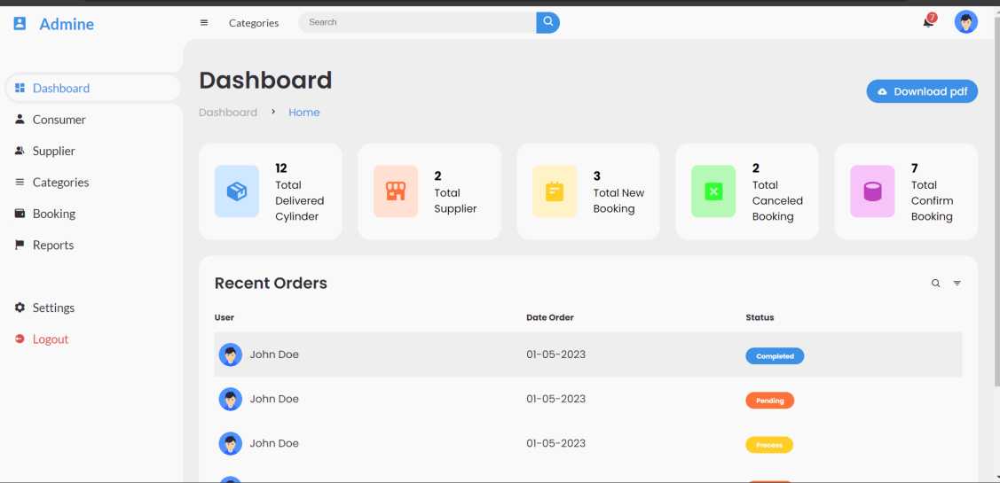 Admine
Categories
Search
7
Dashboard
Consumer
Supplier
Categories
Booking
Reports
Settings
Logout
Dashboard
Dashboard > Home
Download pdf
12
Total
Delivered
Cylinder
2
Total
Supplier
3
Total New
Booking
2
Total
Canceled
Booking
7
Total
Confirm
Booking
Recent Orders
User Date Order Status
John Doe 01-05-2023 Completed
John Doe 01-05-2023 Pending
John Doe 01-05-2023 Process